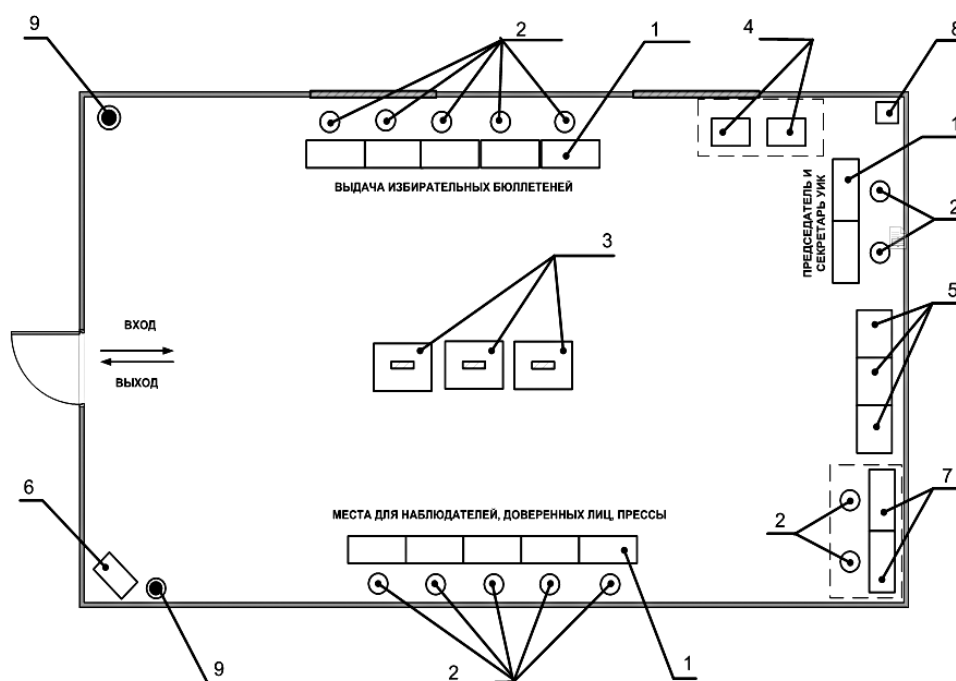 9
2
1
4
8
1
ВЫДАЧА ИЗБИРАТЕЛЬНЫХ БЮЛЛЕТЕНЕЙ
ПРЕДСЕДАТЕЛЬ И
СЕКРЕТАРЬ УИК
2
3
5
ВХОД
ВЫХОД
6
МЕСТА ДЛЯ НАБЛЮДАТЕЛЕЙ, ДОВЕРЕННЫХ ЛИЦ, ПРЕССЫ
2
7
9
2
1